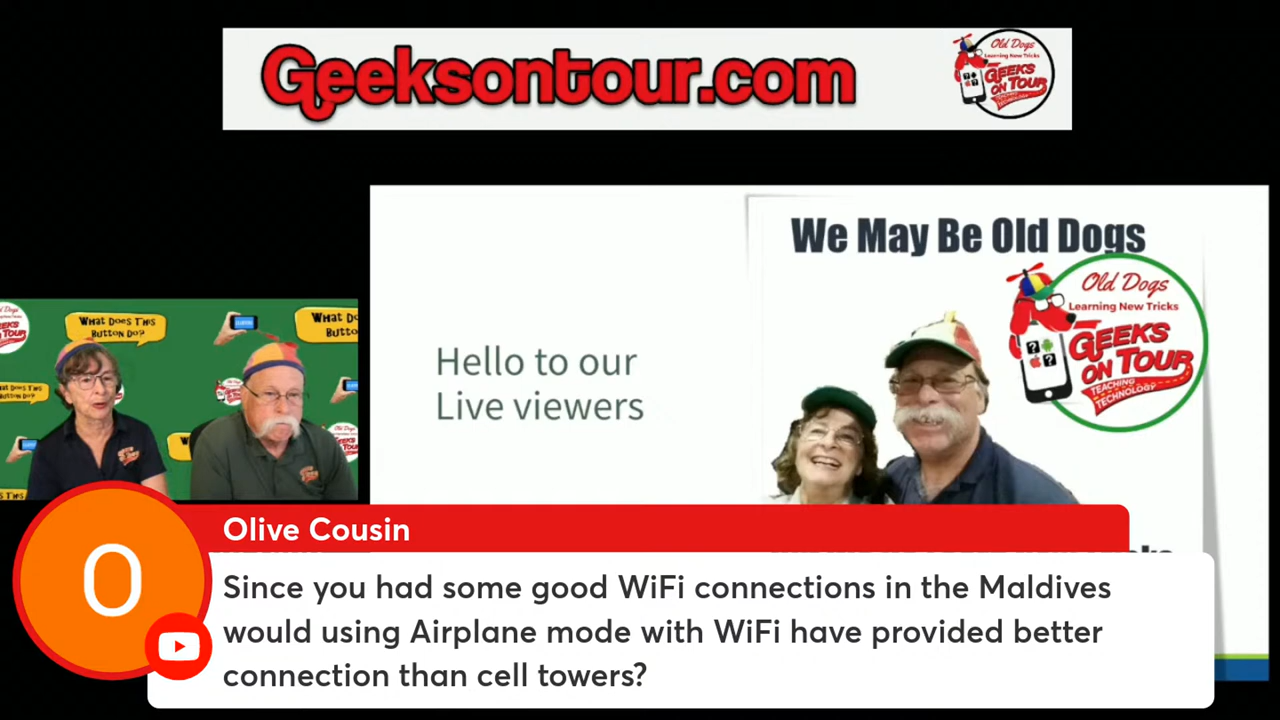 Geeksontour.com
Old Dogs
Learning New Tricks
GEEKS
ON TOUR
TEACHING
TECHNOLOGY
We May Be Old Dogs
Old Dogs
Learning New Tricks
GEEKS
ON TOUR
TEACHING
TECHNOLOGY
Hello to our
Live viewers
WHAT DOES THIS
BUTTON DO?
WHAT DO
BUTTO
O
Olive Cousin
Since you had some good WiFi connections in the Maldives
would using Airplane mode with WiFi have provided better
connection than cell towers?